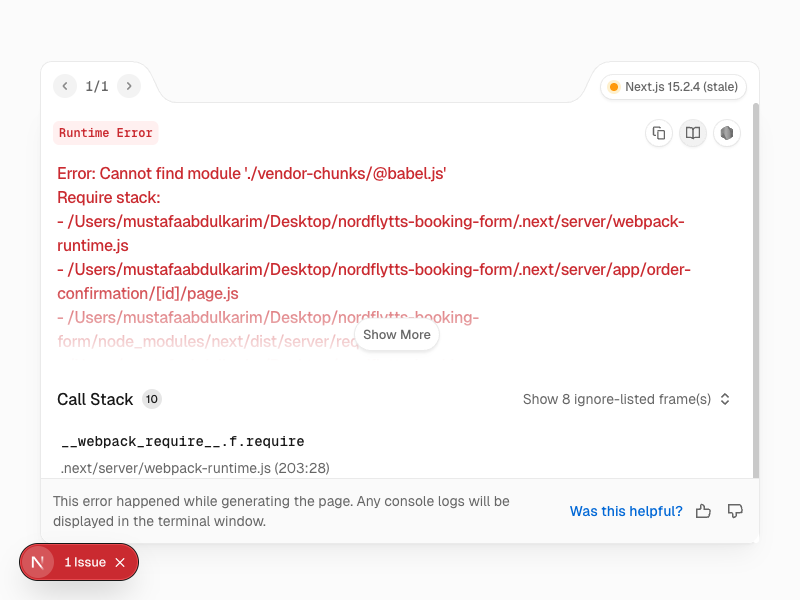 1/1
Next.js 15.2.4 (stale)
Runtime Error
Error: Cannot find module './vendor-chunks/@babel.js'
Require stack:
- /Users/mustafaabdulkarim/Desktop/nordflytts-booking-form/.next/server/webpack-
runtime.js
- /Users/mustafaabdulkarim/Desktop/nordflytts-booking-form/.next/server/app/order-
confirmation/[id]/page.js
- /Users/mustafaabdulkarim/Desktop/nordflytts-booking-
form/node_modules/next/dist/server/req
Show More
Call Stack 10
Show 8 ignore-listed frame(s)
__webpack_require__.f.require
.next/server/webpack-runtime.js (203:28)
This error happened while generating the page. Any console logs will be
displayed in the terminal window.
Was this helpful?
N
1 Issue